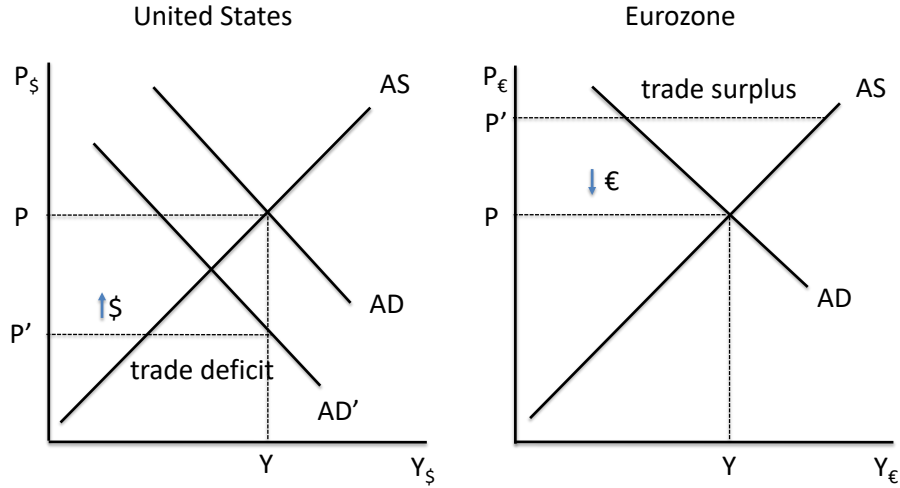 United States
P$
AS
P
$
AD
P’
trade deficit
AD’
Y
Y$
Eurozone
P€
trade surplus
AS
P’
€
P
AD
Y
Y€